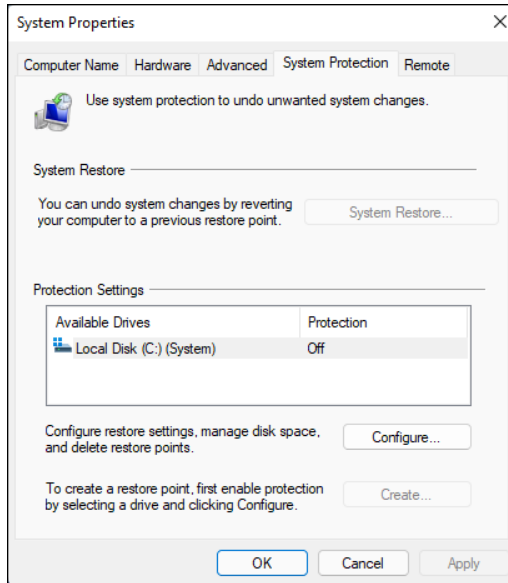 System Properties
Computer Name
Hardware
Advanced
System Protection
Remote
Use system protection to undo unwanted system changes.
System Restore
You can undo system changes by reverting
your computer to a previous restore point.
System Restore...
Protection Settings
Available Drives
Protection
Local Disk (C:) (System)
Off
Configure restore settings, manage disk space,
and delete restore points.
Configure...
To create a restore point, first enable protection
by selecting a drive and clicking Configure.
Create...
OK
Cancel
Apply